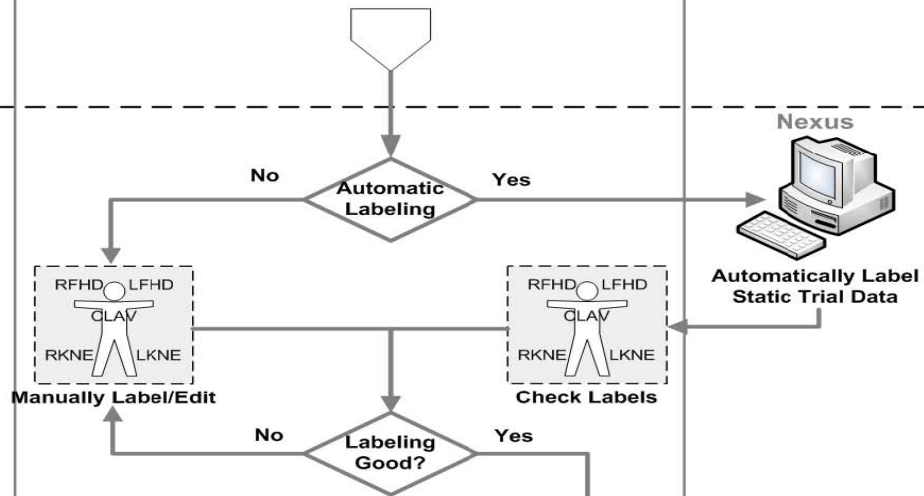 Nexus
No
Automatic
Labeling
Yes
Automatically Label
Static Trial Data
RFHD LFHD
CLAV
RKNE LKNE
Manually Label/Edit
RFHD LFHD
CLAV
RKNE LKNE
Check Labels
No
Labeling
Good?
Yes